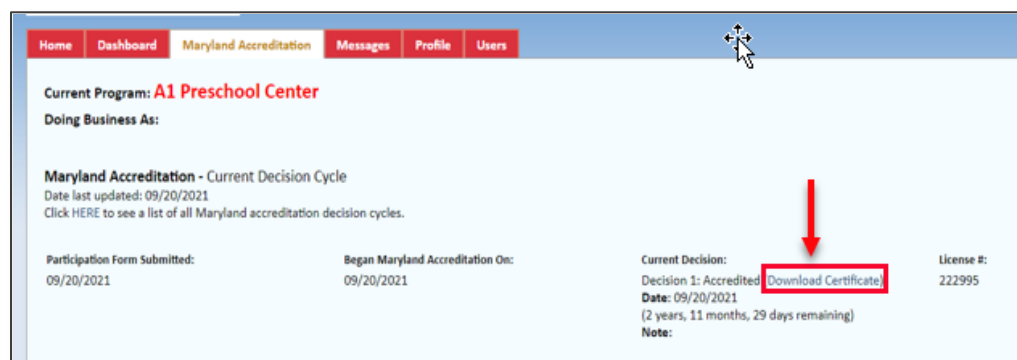 Home Dashboard Maryland Accreditation Messages Profile Users
Current Program: A1 Preschool Center
Doing Business As:
Maryland Accreditation - Current Decision Cycle
Date last updated: 09/20/2021
Click HERE to see a list of all Maryland accreditation decision cycles.
Participation Form Submitted: Began Maryland Accreditation On: Current Decision: License #:
09/20/2021 09/20/2021 Decision 1: Accredited (Download Certificate) 222995
Date: 09/20/2021
(2 years, 11 months, 29 days remaining)
Note: